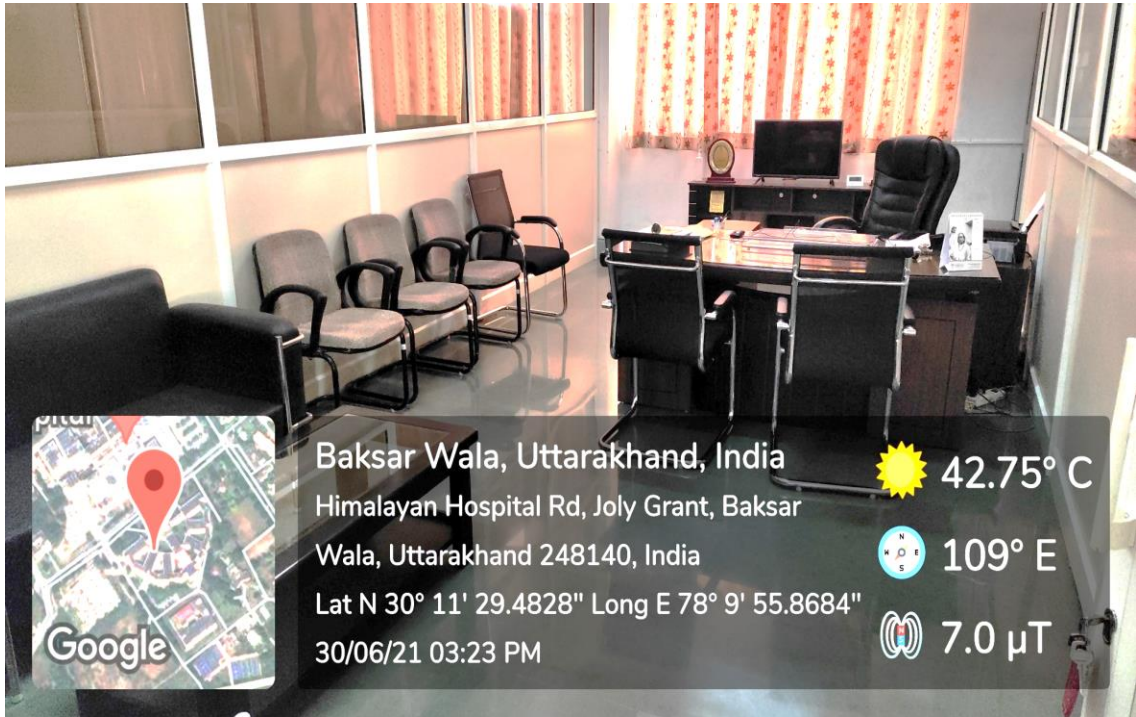 pital
Google
Baksar Wala, Uttarakhand, India
Himalayan Hospital Rd, Joly Grant, Baksar
Wala, Uttarakhand 248140, India
Lat N 30° 11' 29.4828" Long E 78° 9' 55.8684"
30/06/21 03:23 PM
42.75° C
109° E
7.0 µT